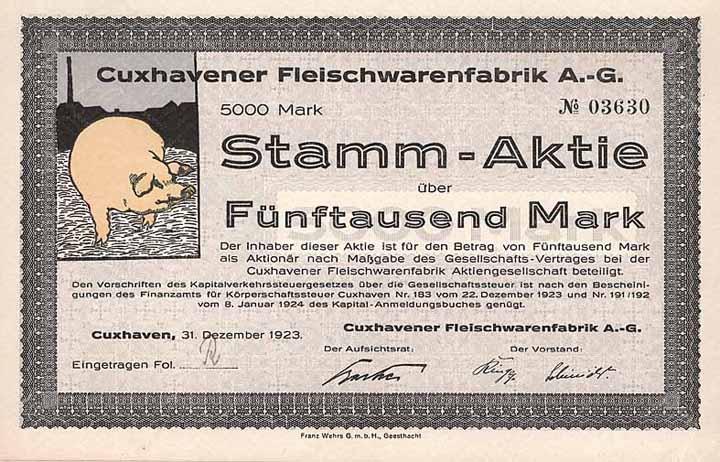 Cuxhavener Fleischwarenfabrik A.-G.
5000 Mark № 03630
Stamm-Aktie
über
Fünftausend Mark
Der Inhaber dieser Aktie ist für den Betrag von Fünftausend Mark
als Aktionär nach Maßgabe des Gesellschafts-Vertrages bei der
Cuxhavener Fleischwarenfabrik Aktiengesellschaft beteiligt.
Den Vorschriften des Kapitalverkehrssteuergesetzes über die Gesellschaftssteuer ist nach den Bescheini-
gungen des Finanzamts für Körperschaftssteuer Cuxhaven Nr. 183 vom 22. Dezember 1923 und Nr. 191/192
vom 8. Januar 1924 des Kapital-Anmeldungsbuches genügt.
Cuxhaven, 31. Dezember 1923. Cuxhavener Fleischwarenfabrik A.-G.
Der Aufsichtsrat: Der Vorstand:
Eingetragen Fol. Schmidt.
Franz Wehrs G. m. b. H., Geesthacht